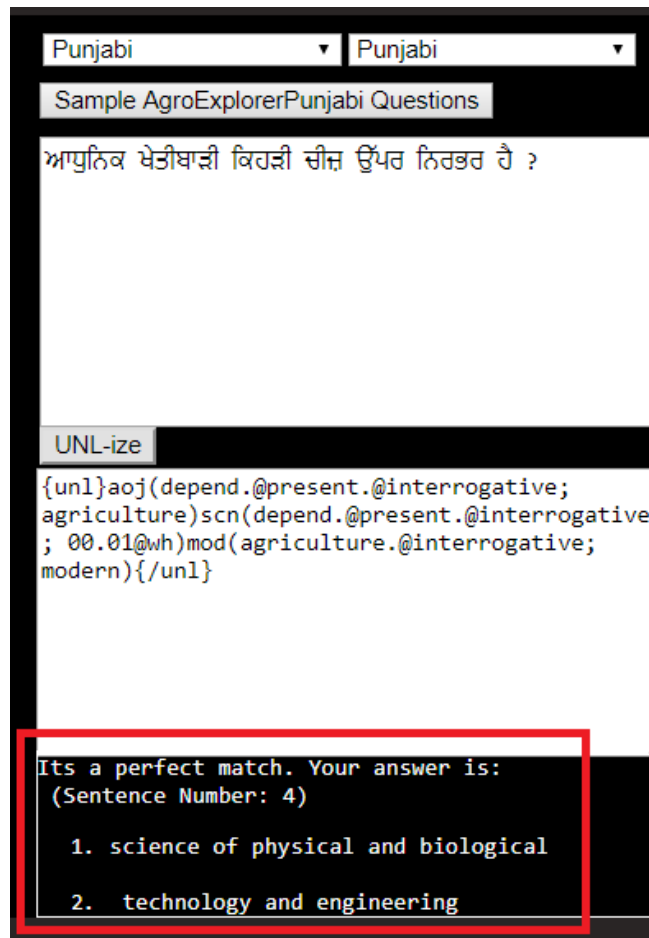 Punjabi Punjabi
Sample AgroExplorerPunjabi Questions
ਆਧੁਨਿਕ ਖੇਤੀਬਾੜੀ ਕਿਹੜੀ ਚੀਜ਼ ਉੱਪਰ ਨਿਰਭਰ ਹੈ ?
UNL-ize
{unl}aoj(depend.@present.@interrogative;
agriculture)scn(depend.@present.@interrogative
; 00.01@wh)mod(agriculture.@interrogative;
modern){/unl}
Its a perfect match. Your answer is:
(Sentence Number: 4)
1. science of physical and biological
2. technology and engineering